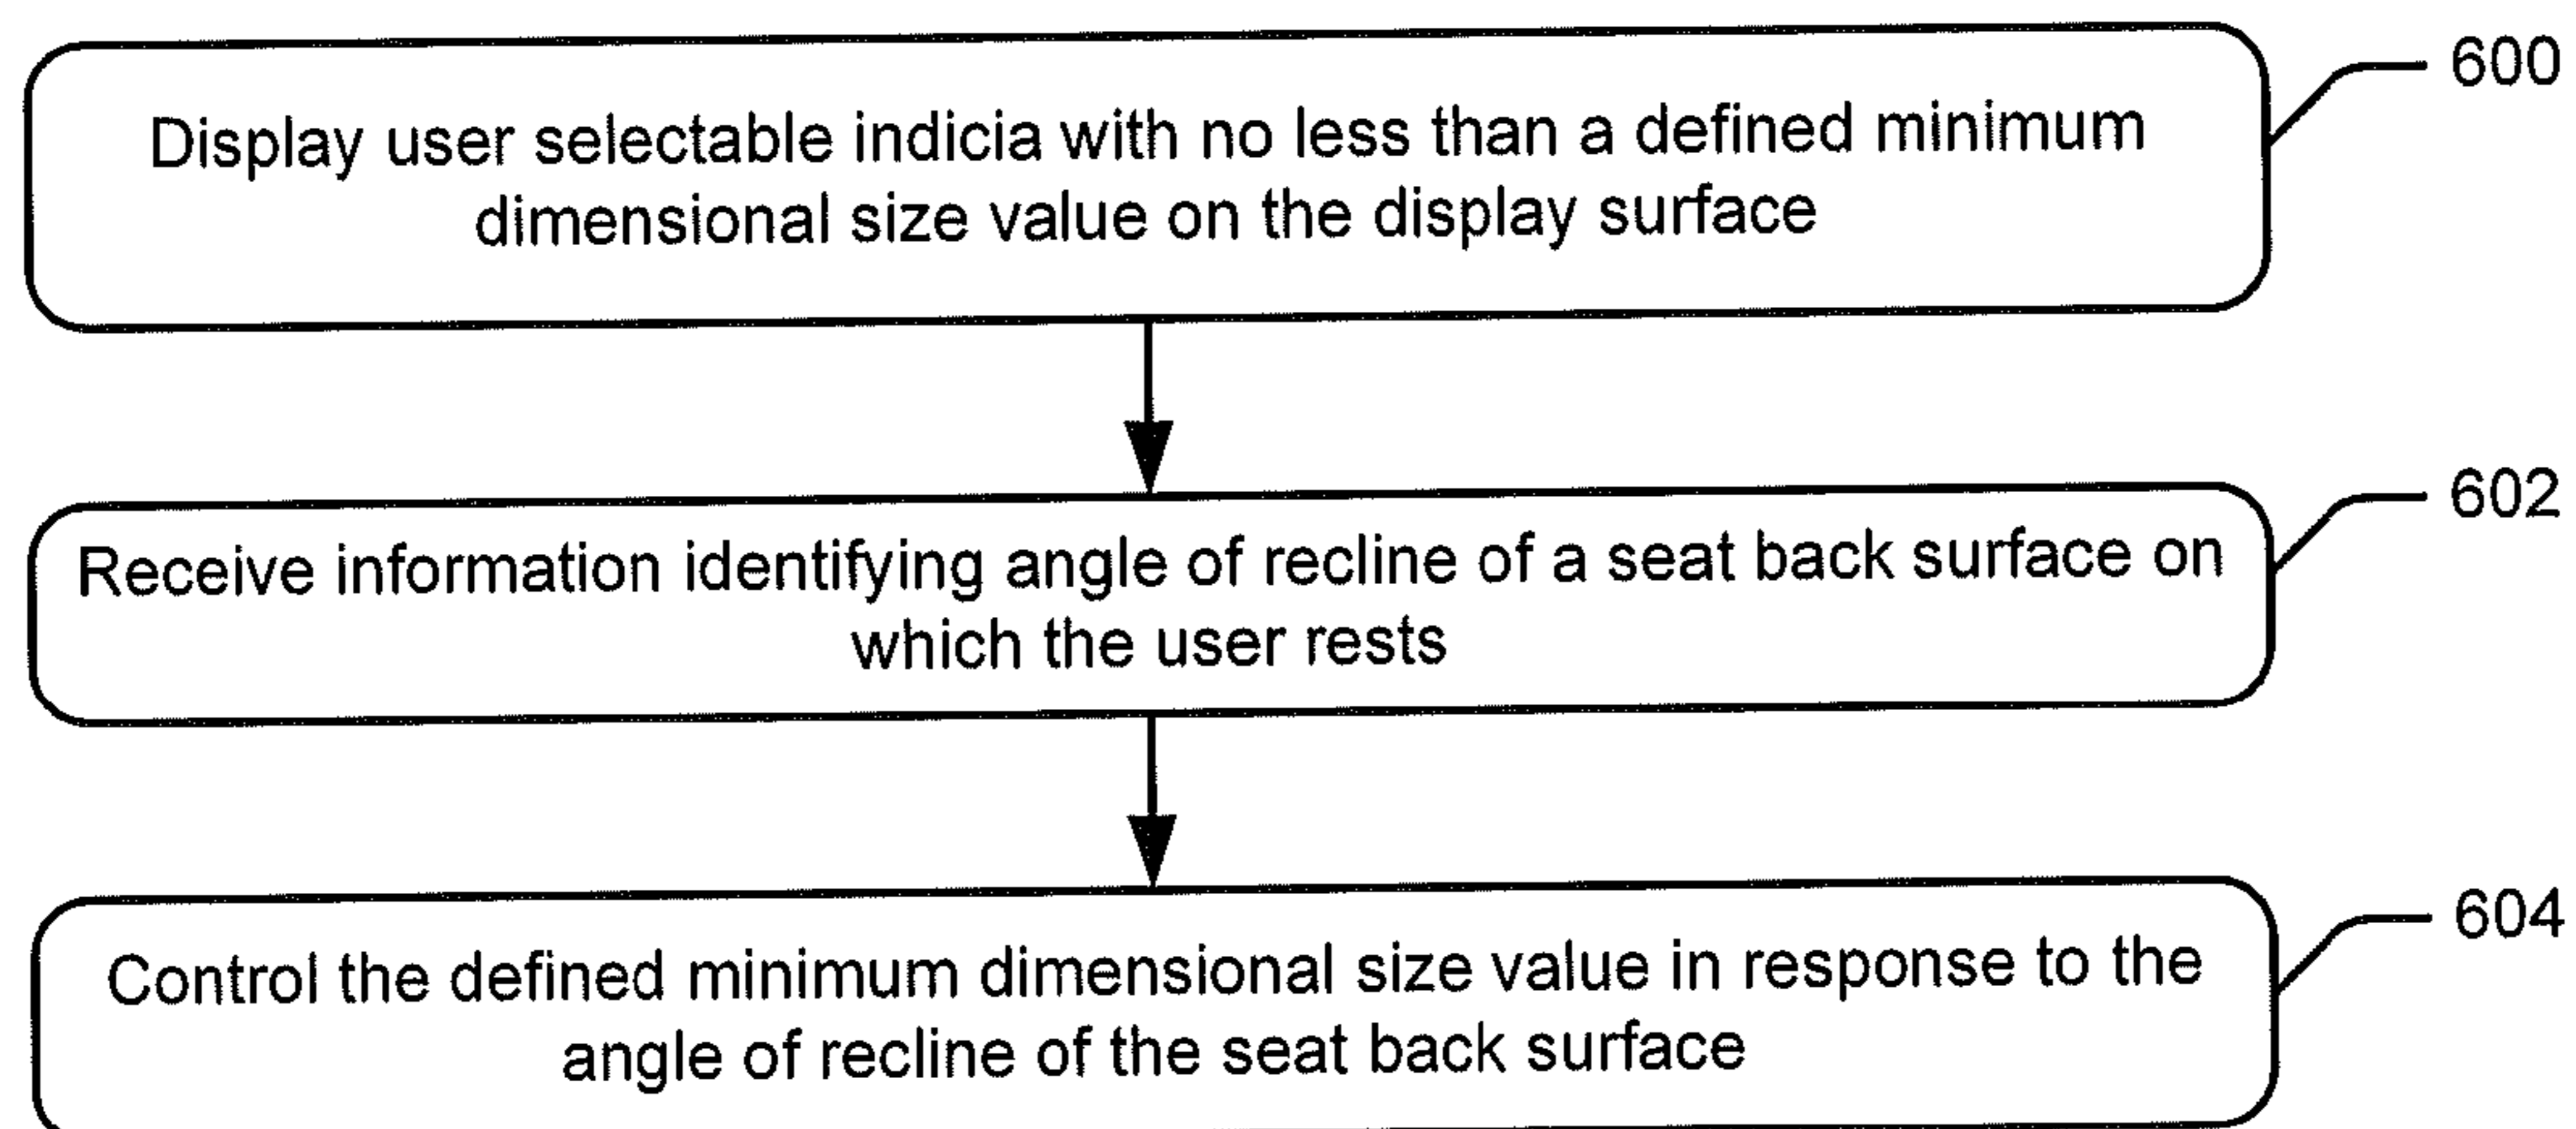 Display user selectable indicia with no less than a defined minimum
dimensional size value on the display surface
600
Receive information identifying angle of recline of a seat back surface on
which the user rests
602
Control the defined minimum dimensional size value in response to the
angle of recline of the seat back surface
604